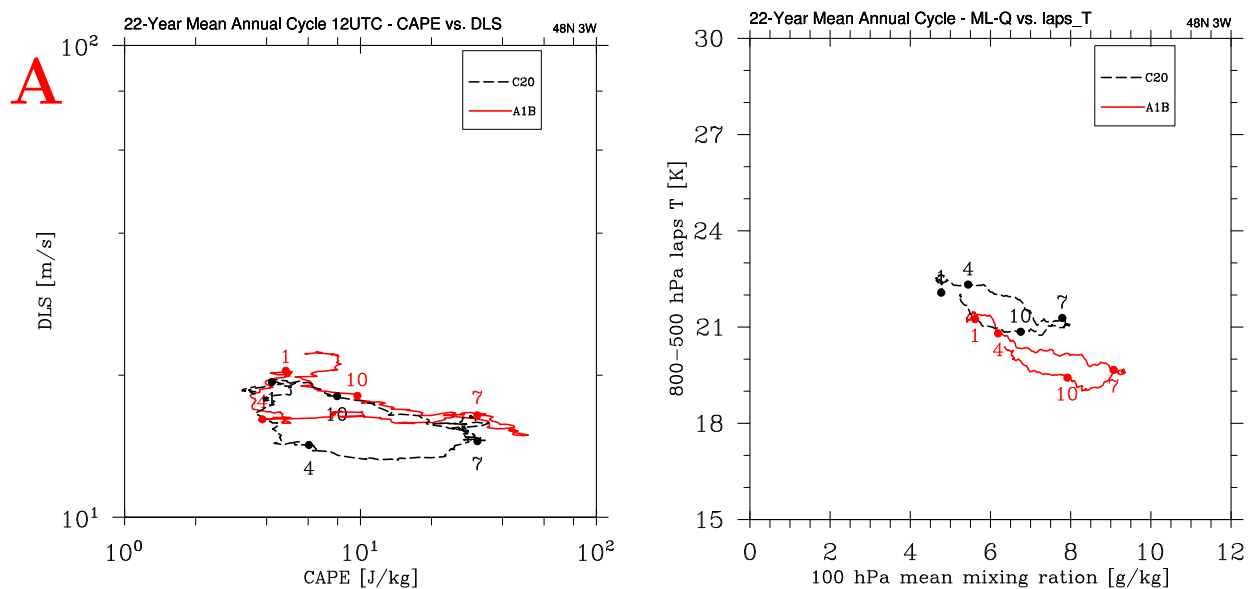 22-Year Mean Annual Cycle 12UTC - CAPE vs. DLS
48N 3W
A
10²
C20
A1B
DLS [m/s]
1
10
7
4
1
10
7
4
10¹
10⁰
10¹
10²
CAPE [J/kg]
22-Year Mean Annual Cycle - ML-Q vs. laps_T
48N 3W
30
C20
A1B
27
24
21
18
15
800-500 hPa laps T [K]
1
4
7
10
1
4
7
10
0
2
4
6
8
10
12
100 hPa mean mixing ration [g/kg]